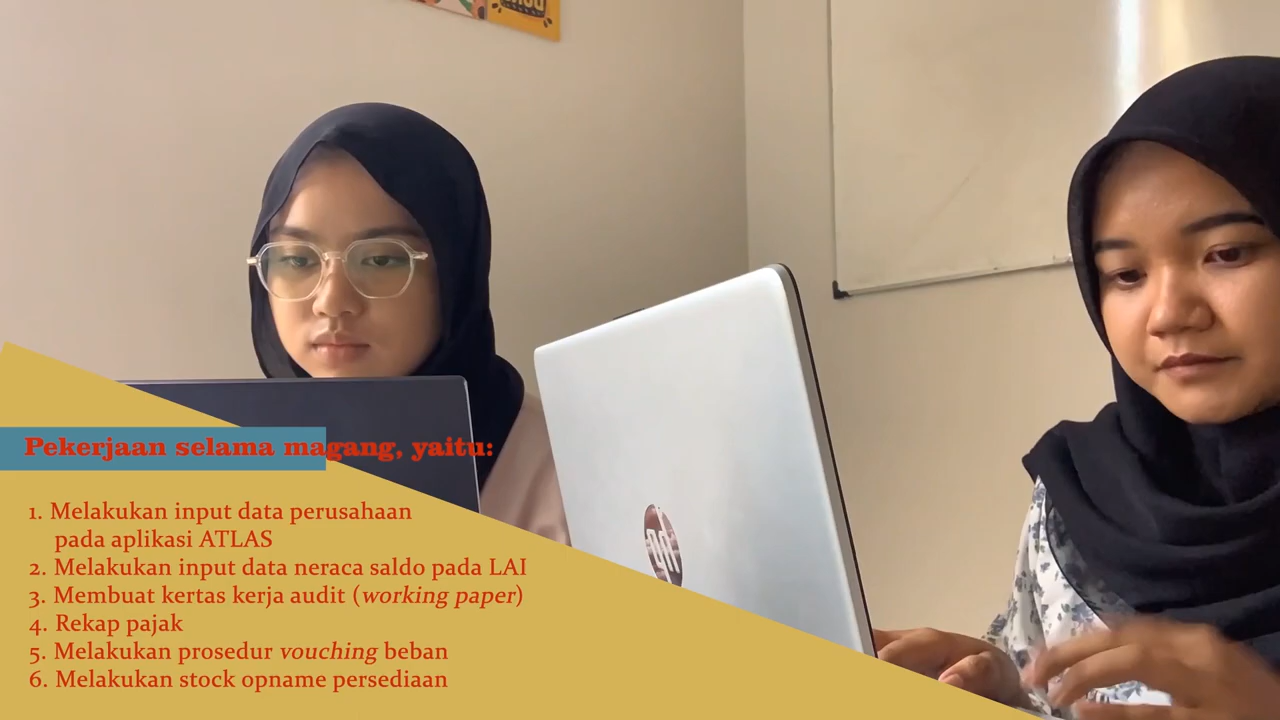 Pekerjaan selama magang, yaitu:
1. Melakukan input data perusahaan
pada aplikasi ATLAS
2. Melakukan input data neraca saldo pada LAI
3. Membuat kertas kerja audit (working paper)
4. Rekap pajak
5. Melakukan prosedur vouching beban
6. Melakukan stock opname persediaan
hp